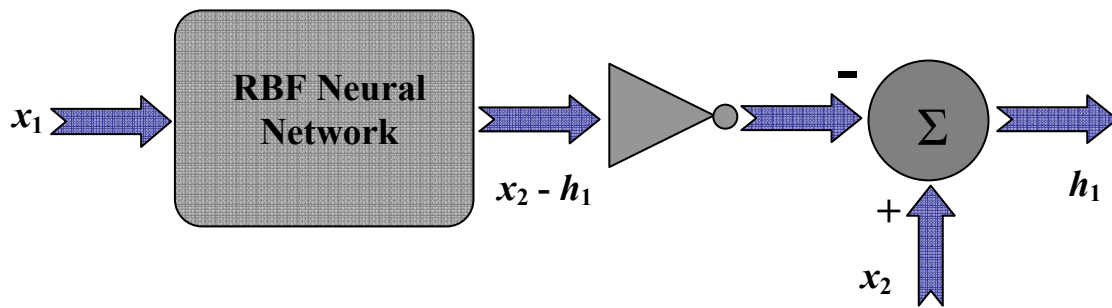 x₁
RBF Neural
Network
x₂ - h₁
-
Σ
+
x₂
h₁